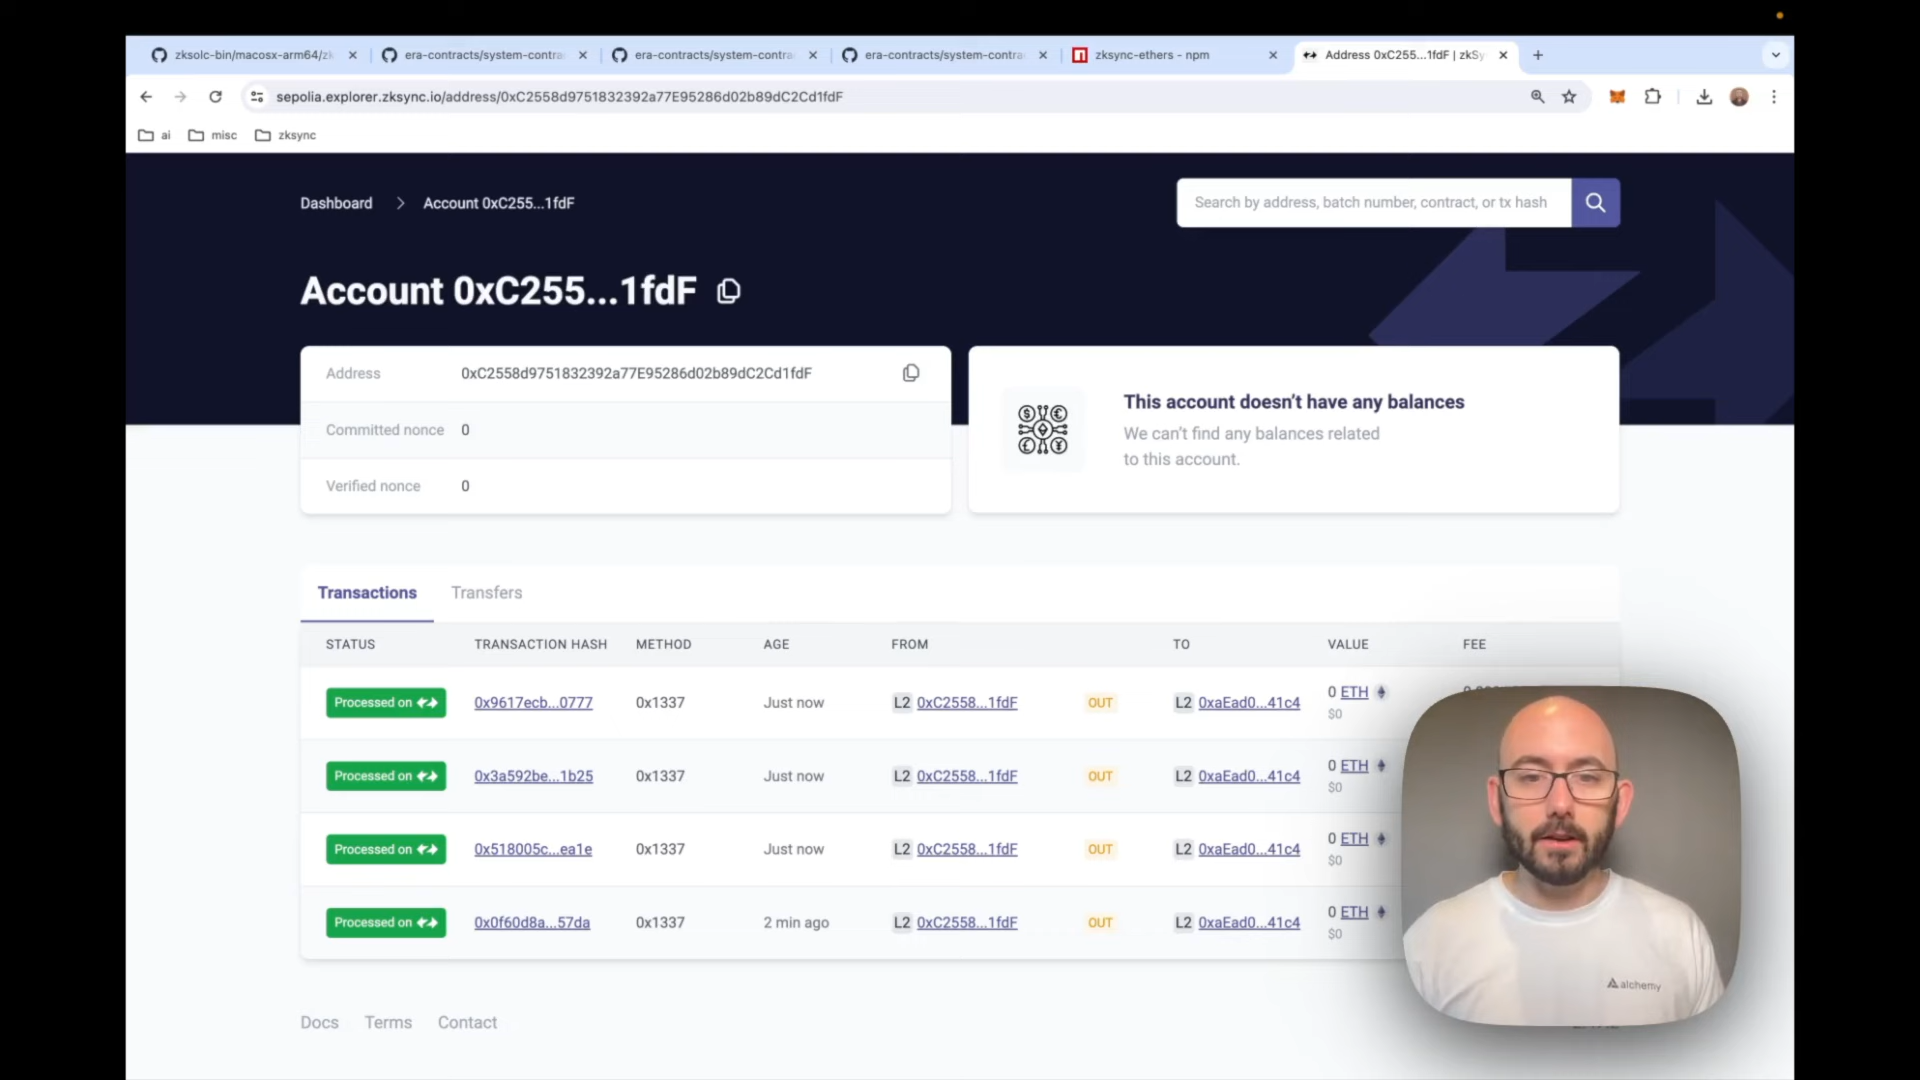 zksolc-bin/macosx-arm64/zk
era-contracts/system-contra
era-contracts/system-contra
era-contracts/system-contra
zksync-ethers - npm
Address 0xC255...1fdF | zkSy
sepolia.explorer.zksync.io/address/0xC2558d9751832392a77E95286d02b89dC2Cd1fdF
ai
misc
zksync
Dashboard
Account 0xC255...1fdF
Search by address, batch number, contract, or tx hash
Account 0xC255...1fdF
Address 0xC2558d9751832392a77E95286d02b89dC2Cd1fdF
Committed nonce 0
Verified nonce 0
This account doesn't have any balances
We can't find any balances related
to this account.
Transactions Transfers
STATUS TRANSACTION HASH METHOD AGE FROM TO VALUE FEE
Processed on 0x9617ecb...0777 0x1337 Just now L2 0xC2558...1fdF OUT L2 0xaEad0...41c4 0 ETH
$0
Processed on 0x3a592be...1b25 0x1337 Just now L2 0xC2558...1fdF OUT L2 0xaEad0...41c4 0 ETH
$0
Processed on 0x518005c...ea1e 0x1337 Just now L2 0xC2558...1fdF OUT L2 0xaEad0...41c4 0 ETH
$0
Processed on 0x0f60d8a...57da 0x1337 2 min ago L2 0xC2558...1fdF OUT L2 0xaEad0...41c4 0 ETH
$0
alchemy
Docs Terms Contact